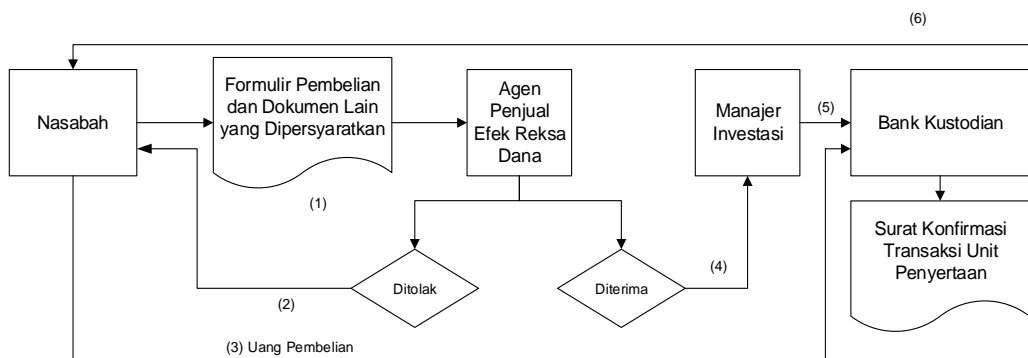 (6)
Nasabah
Formulir Pembelian
dan Dokumen Lain
yang Dipersyaratkan
(1)
Agen
Penjual
Efek Reksa
Dana
Manajer
Investasi
(5)
Bank Kustodian
Surat Konfirmasi
Transaksi Unit
Penyertaan
Ditolak
(2)
Diterima
(4)
(3) Uang Pembelian